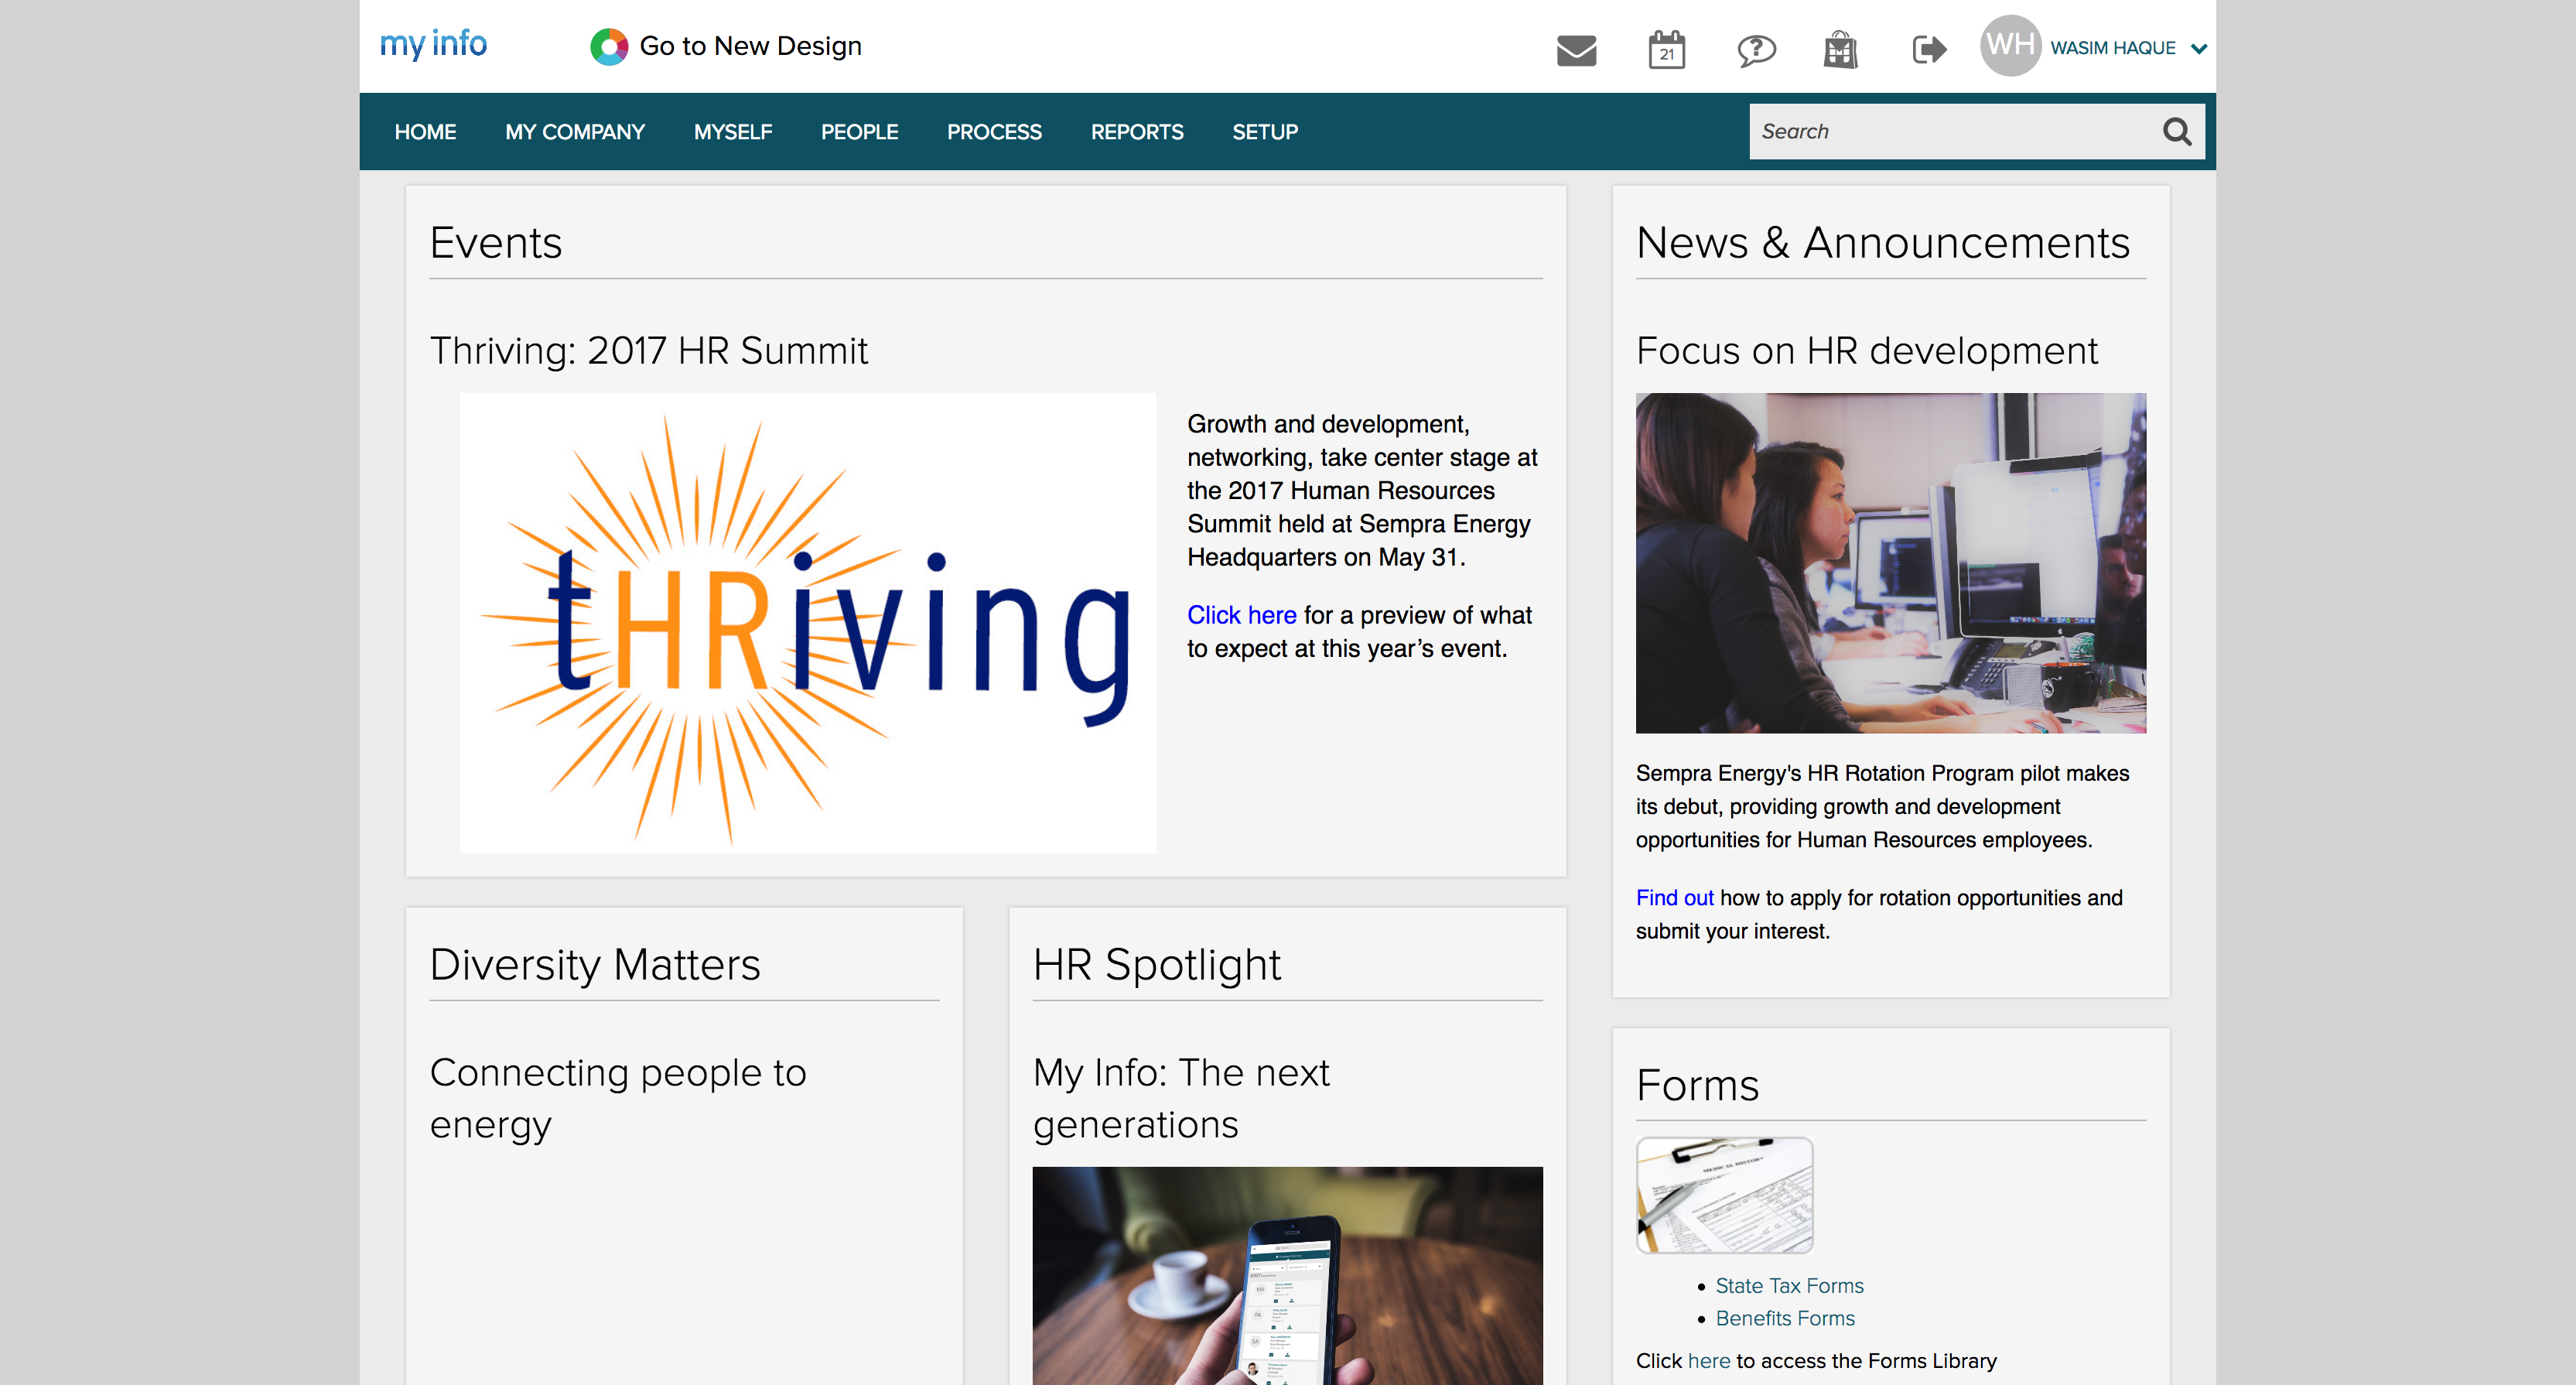 my info
Go to New Design
21
WH
WASIM HAQUE
HOME
MY COMPANY
MYSELF
PEOPLE
PROCESS
REPORTS
SETUP
Search
Events
Thriving: 2017 HR Summit
tHRiving
Growth and development,
networking, take center stage at
the 2017 Human Resources
Summit held at Sempra Energy
Headquarters on May 31.
Click here for a preview of what
to expect at this year’s event.
News & Announcements
Focus on HR development
Sempra Energy's HR Rotation Program pilot makes
its debut, providing growth and development
opportunities for Human Resources employees.
Find out how to apply for rotation opportunities and
submit your interest.
Diversity Matters
Connecting people to
energy
HR Spotlight
My Info: The next
generations
MA
PA
SA
Forms
MEDICAL HISTORY
State Tax Forms
Benefits Forms
Click here to access the Forms Library